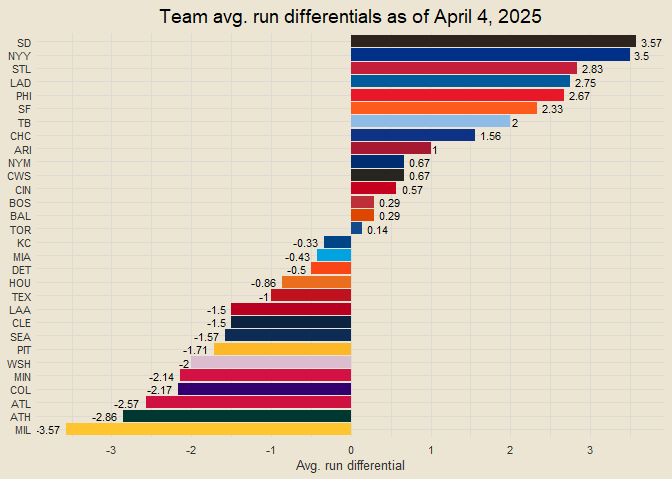 Team avg. run differentials as of April 4, 2025
SD 3.57
NYY 3.5
STL 2.83
LAD 2.75
PHI 2.67
SF 2.33
TB 2
CHC 1.56
ARI 1
NYM 0.67
CWS 0.67
CIN 0.57
BOS 0.29
BAL 0.29
TOR 0.14
KC -0.33
MIA -0.43
DET -0.5
HOU -0.86
TEX -1
LAA -1.5
CLE -1.5
SEA -1.57
PIT -1.71
WSH -2
MIN -2.14
COL -2.17
ATL -2.57
ATH -2.86
MIL -3.57
-3 -2 -1 0 1 2 3
Avg. run differential